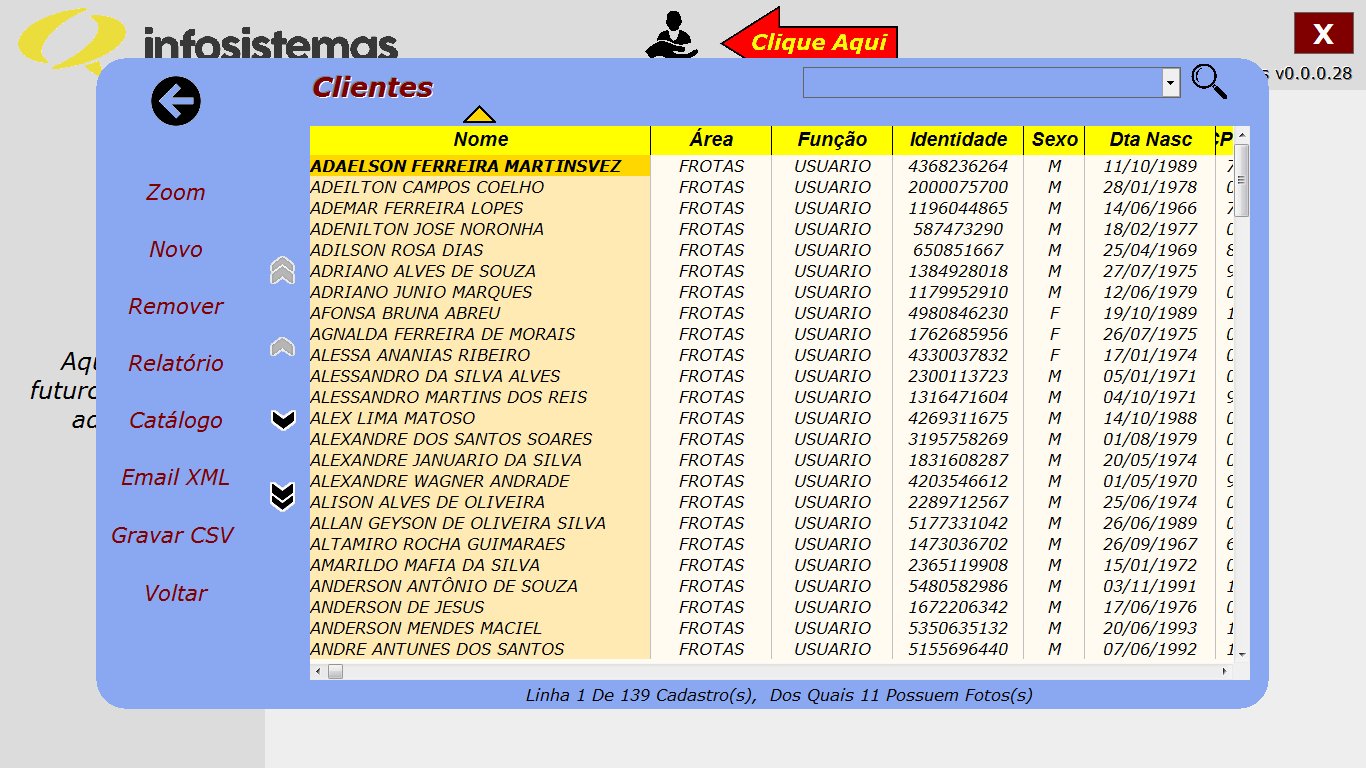 infosistemas
Clique Aqui
X
s v0.0.0.28
Clientes
Nome Área Função Identidade Sexo Dta Nasc CP
ADAELSON FERREIRA MARTINSVEZ FROTAS USUARIO 4368236264 M 11/10/1989 7
ADEILTON CAMPOS COELHO FROTAS USUARIO 2000075700 M 28/01/1978 0
ADEMAR FERREIRA LOPES FROTAS USUARIO 1196044865 M 14/06/1966 7
ADENILTON JOSE NORONHA FROTAS USUARIO 587473290 M 18/02/1977 0
ADILSON ROSA DIAS FROTAS USUARIO 650851667 M 25/04/1969 8
ADRIANO ALVES DE SOUZA FROTAS USUARIO 1384928018 M 27/07/1975 9
ADRIANO JUNIO MARQUES FROTAS USUARIO 1179952910 M 12/06/1979 0
AFONSA BRUNA ABREU FROTAS USUARIO 4980846230 F 19/10/1989 1
AGNALDA FERREIRA DE MORAIS FROTAS USUARIO 1762685956 F 26/07/1975 0
ALESSA ANANIAS RIBEIRO FROTAS USUARIO 4330037832 F 17/01/1974 0
ALESSANDRO DA SILVA ALVES FROTAS USUARIO 2300113723 M 05/01/1971 0
ALESSANDRO MARTINS DOS REIS FROTAS USUARIO 1316471604 M 04/10/1971 9
ALEX LIMA MATOSO FROTAS USUARIO 4269311675 M 14/10/1988 0
ALEXANDRE DOS SANTOS SOARES FROTAS USUARIO 3195758269 M 01/08/1979 0
ALEXANDRE JANUARIO DA SILVA FROTAS USUARIO 1831608287 M 20/05/1974 0
ALEXANDRE WAGNER ANDRADE FROTAS USUARIO 4203546612 M 01/05/1970 9
ALISON ALVES DE OLIVEIRA FROTAS USUARIO 2289712567 M 25/06/1974 0
ALLAN GEYSON DE OLIVEIRA SILVA FROTAS USUARIO 5177331042 M 26/06/1989 0
ALTAMIRO ROCHA GUIMARAES FROTAS USUARIO 1473036702 M 26/09/1967 6
AMARILDO MAFIA DA SILVA FROTAS USUARIO 2365119908 M 15/01/1972 0
ANDERSON ANTÔNIO DE SOUZA FROTAS USUARIO 5480582986 M 03/11/1991 1
ANDERSON DE JESUS FROTAS USUARIO 1672206342 M 17/06/1976 0
ANDERSON MENDES MACIEL FROTAS USUARIO 5350635132 M 20/06/1993 1
ANDRE ANTUNES DOS SANTOS FROTAS USUARIO 5155696440 M 07/06/1992 1
Linha 1 De 139 Cadastro(s), Dos Quais 11 Possuem Fotos(s)
Zoom
Novo
Remover
Relatório
Catálogo
Email XML
Gravar CSV
Voltar
Aqu
futuro
ad